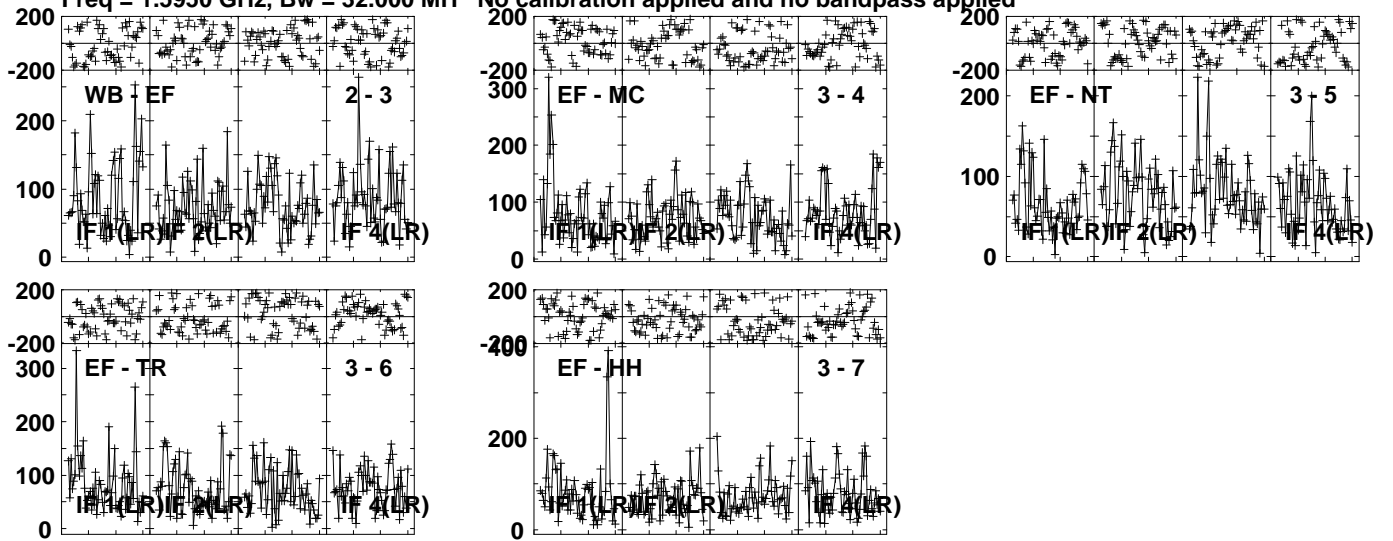 Freq = 1.5950 GHz, Bw = 32.000 MH No calibration applied and no bandpass applied
200
-200
WB - EF 2 - 3
200
100
0
IF 1(LR) IF 2(LR) IF 4(LR)
200
-200
EF - MC 3 - 4
300
200
100
0
IF 1(LR) IF 2(LR) IF 4(LR)
200
-200
EF - NT 3 - 5
200
100
0
IF 1(LR) IF 2(LR) IF 4(LR)
200
-200
EF - TR 3 - 6
300
200
100
0
IF 1(LR) IF 2(LR) IF 4(LR)
200
-200
400
EF - HH 3 - 7
200
0
IF 1(LR) IF 2(LR) IF 4(LR)